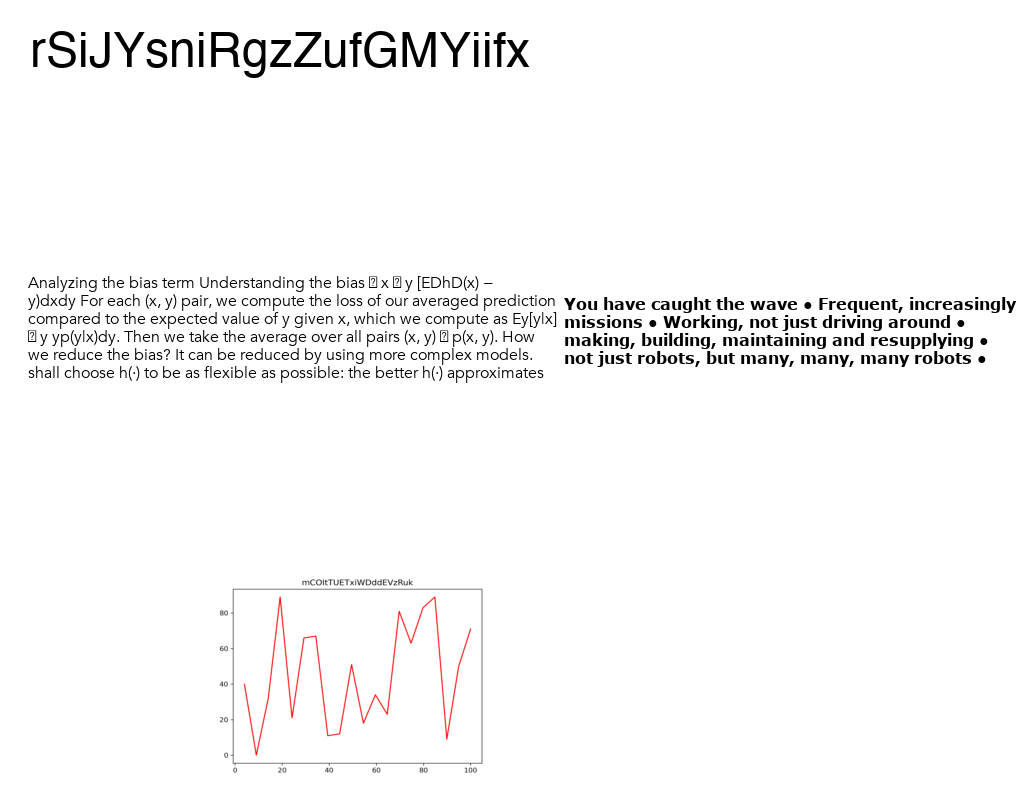 rSiJYsniRgzZufGMYiifx
Analyzing the bias term Understanding the bias x y [EDhD(x) −
y)dxdy For each (x, y) pair, we compute the loss of our averaged prediction
compared to the expected value of y given x, which we compute as Ey[y|x]
y yp(y|x)dy. Then we take the average over all pairs (x, y) p(x, y). How
we reduce the bias? It can be reduced by using more complex models.
shall choose h(·) to be as flexible as possible: the better h(·) approximates
You have caught the wave • Frequent, increasingly
missions • Working, not just driving around •
making, building, maintaining and resupplying •
not just robots, but many, many, many robots •
mCOItTUETxiWDddEVzRuk
80
60
40
20
0
0 20 40 60 80 100